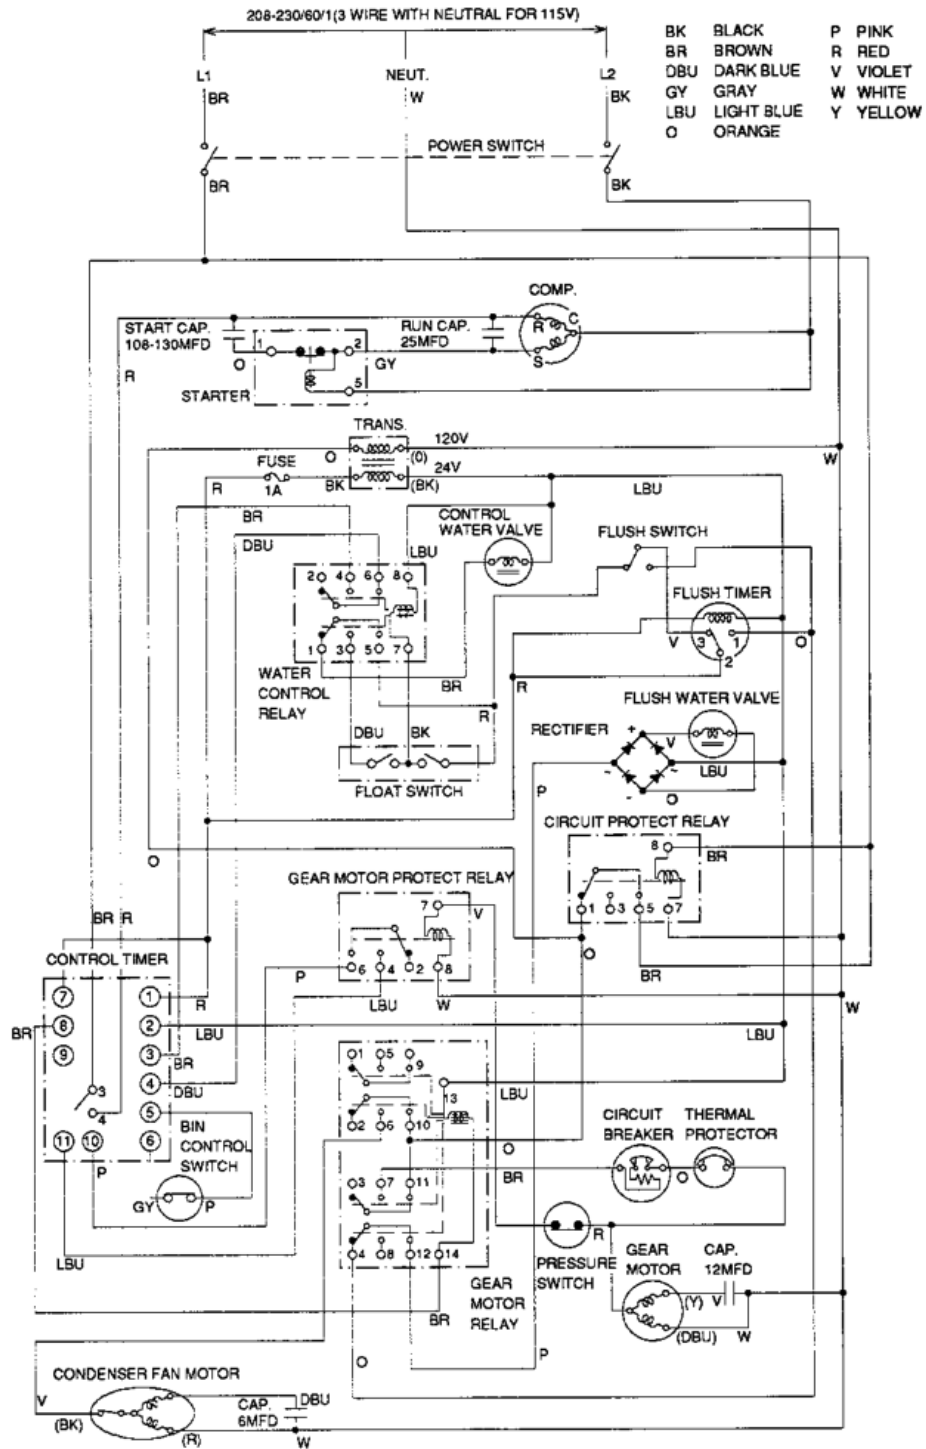 208-230/60/1(3 WIRE WITH NEUTRAL FOR 115V)
BK BLACK P PINK
BR BROWN R RED
DBU DARK BLUE V VIOLET
GY GRAY W WHITE
LBU LIGHT BLUE Y YELLOW
O ORANGE
L1 NEUT. L2
BR W BK
POWER SWITCH
BR BK
COMP.
START CAP.
108-130MFD
RUN CAP.
25MFD
R C
S
1 2
O GY
R
5
STARTER
TRANS.
120V
O (0)
W
FUSE
24V
R 1A BK (BK)
LBU
BR
CONTROL
WATER VALVE
FLUSH SWITCH
DBU LBU
2 4 6 8
FLUSH TIMER
V 3 1 O
2
1 3 5 7
WATER
CONTROL
RELAY
BR
R
R
FLUSH WATER VALVE
RECTIFIER
+ V
DBU BK
~ ~ LBU
- O
FLOAT SWITCH
P
CIRCUIT PROTECT RELAY
8 BR
O
GEAR MOTOR PROTECT RELAY
7 V
1 3 5 7
BR R
O
CONTROL TIMER
6 4 2 8
P LBU W
BR
7 1 R
W
BR 8 2 LBU
LBU
9 3 BR
4 DBU
3
4
5 BIN
CONTROL
SWITCH
11 10 6
P
GY P
LBU
1 5 9
13 LBU
2 6 10
O
CIRCUIT
BREAKER
THERMAL
PROTECTOR
BR O
3 7 11
R
4 8 12 14
PRESSURE
SWITCH
GEAR
MOTOR
CAP.
12MFD
GEAR
MOTOR
RELAY
(Y) V
(DBU) W
BR
P
O
CONDENSER FAN MOTOR
V
(BK)
CAP.
6MFD
DBU
(R) W